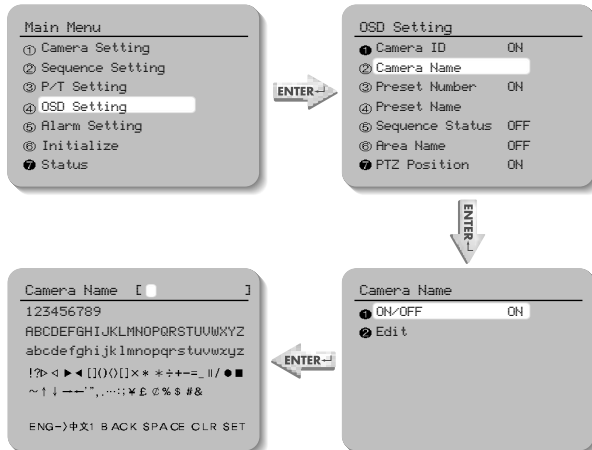 Main Menu
① Camera Setting
② Sequence Setting
③ P/T Setting
④ OSD Setting
⑤ Alarm Setting
⑥ Initialize
❼ Status
ENTER↵
OSD Setting
❶ Camera ID ON
② Camera Name
③ Preset Number ON
④ Preset Name
⑤ Sequence Status OFF
⑥ Area Name OFF
❼ PTZ Position ON
ENTER↵
Camera Name
❶ ON/OFF ON
❷ Edit
ENTER↵
Camera Name [ ]
123456789
ABCDEFGHIJKLMNOPQRSTUVWXYZ
abcdefghijklmnopqrstuvwxyz
!?▷◁▶◀[]()⟨⟩[]×*∗÷+−=_॥/●■
~↑↓→←'",.…:;¥£¢%$#&
ENG-〉中文1 BACK SPACE CLR SET